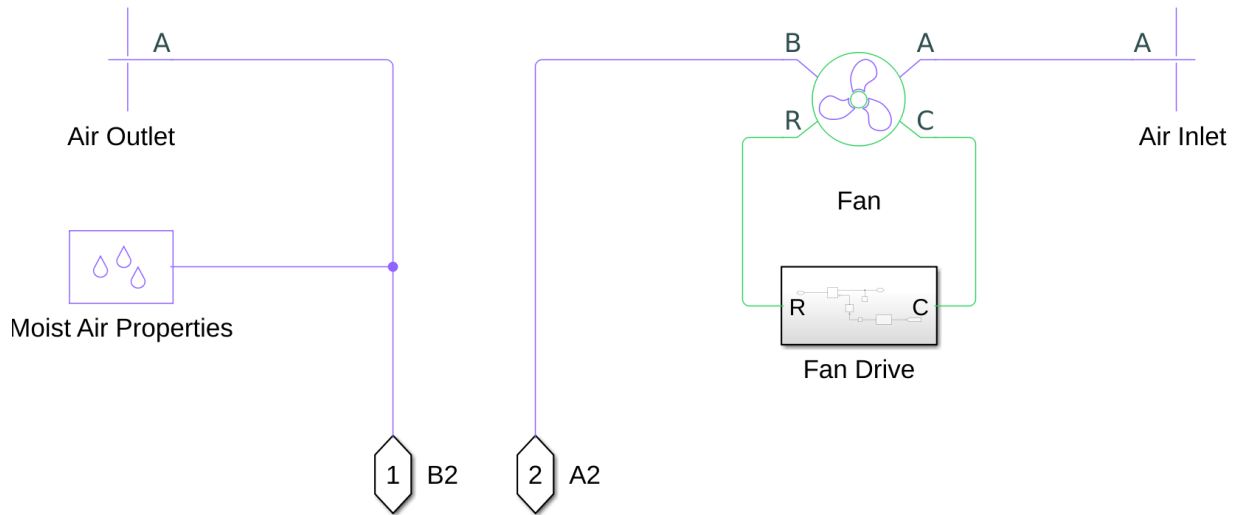 A
B
A
A
Air Outlet
R
C
Air Inlet
Fan
R
C
Moist Air Properties
Fan Drive
1
B2
2
A2